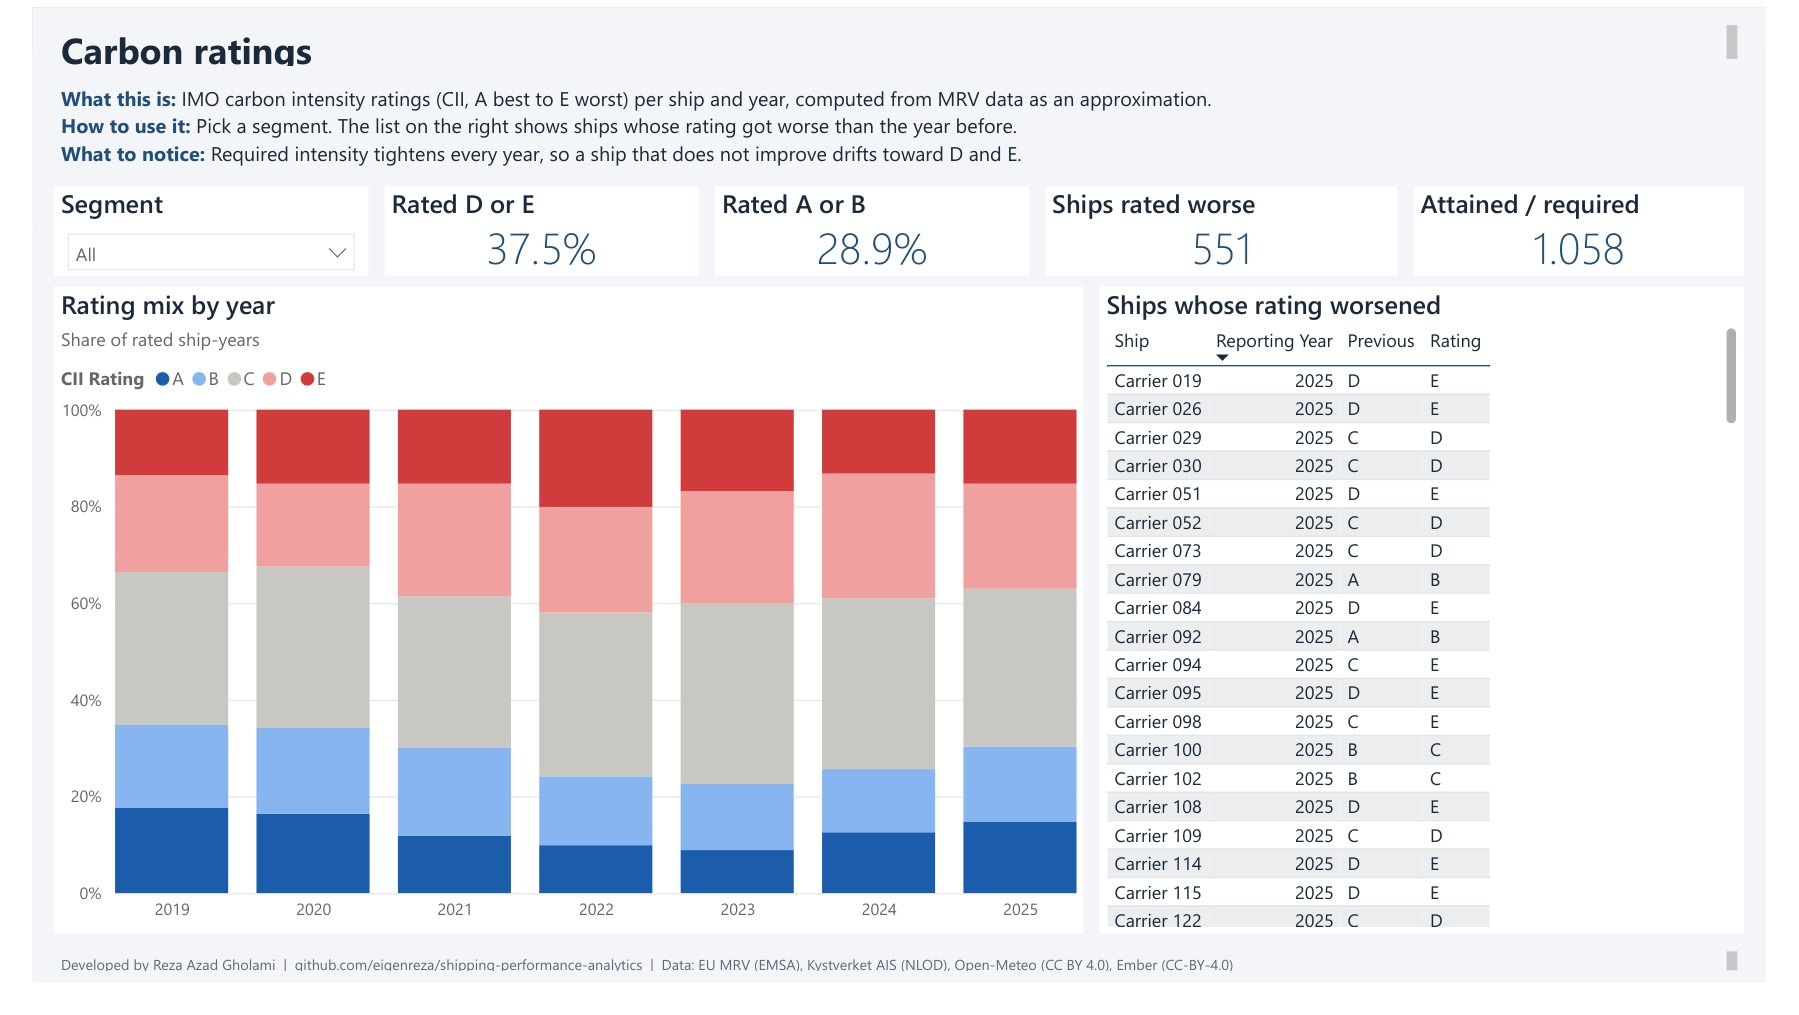 Carbon ratings
What this is: IMO carbon intensity ratings (CII, A best to E worst) per ship and year, computed from MRV data as an approximation.
How to use it: Pick a segment. The list on the right shows ships whose rating got worse than the year before.
What to notice: Required intensity tightens every year, so a ship that does not improve drifts toward D and E.
Segment
All
Rated D or E
37.5%
Rated A or B
28.9%
Ships rated worse
551
Attained / required
1.058
Rating mix by year
Share of rated ship-years
CII Rating A B C D E
100%
80%
60%
40%
20%
0%
2019 2020 2021 2022 2023 2024 2025
Ships whose rating worsened
Ship Reporting Year Previous Rating
Carrier 019 2025 D E
Carrier 026 2025 D E
Carrier 029 2025 C D
Carrier 030 2025 C D
Carrier 051 2025 D E
Carrier 052 2025 C D
Carrier 073 2025 C D
Carrier 079 2025 A B
Carrier 084 2025 D E
Carrier 092 2025 A B
Carrier 094 2025 C E
Carrier 095 2025 D E
Carrier 098 2025 C E
Carrier 100 2025 B C
Carrier 102 2025 B C
Carrier 108 2025 D E
Carrier 109 2025 C D
Carrier 114 2025 D E
Carrier 115 2025 D E
Carrier 122 2025 C D
Developed by Reza Azad Gholami | github.com/eigenreza/shipping-performance-analytics | Data: EU MRV (EMSA), Kystverket AIS (NLOD), Open-Meteo (CC BY 4.0), Ember (CC-BY-4.0)